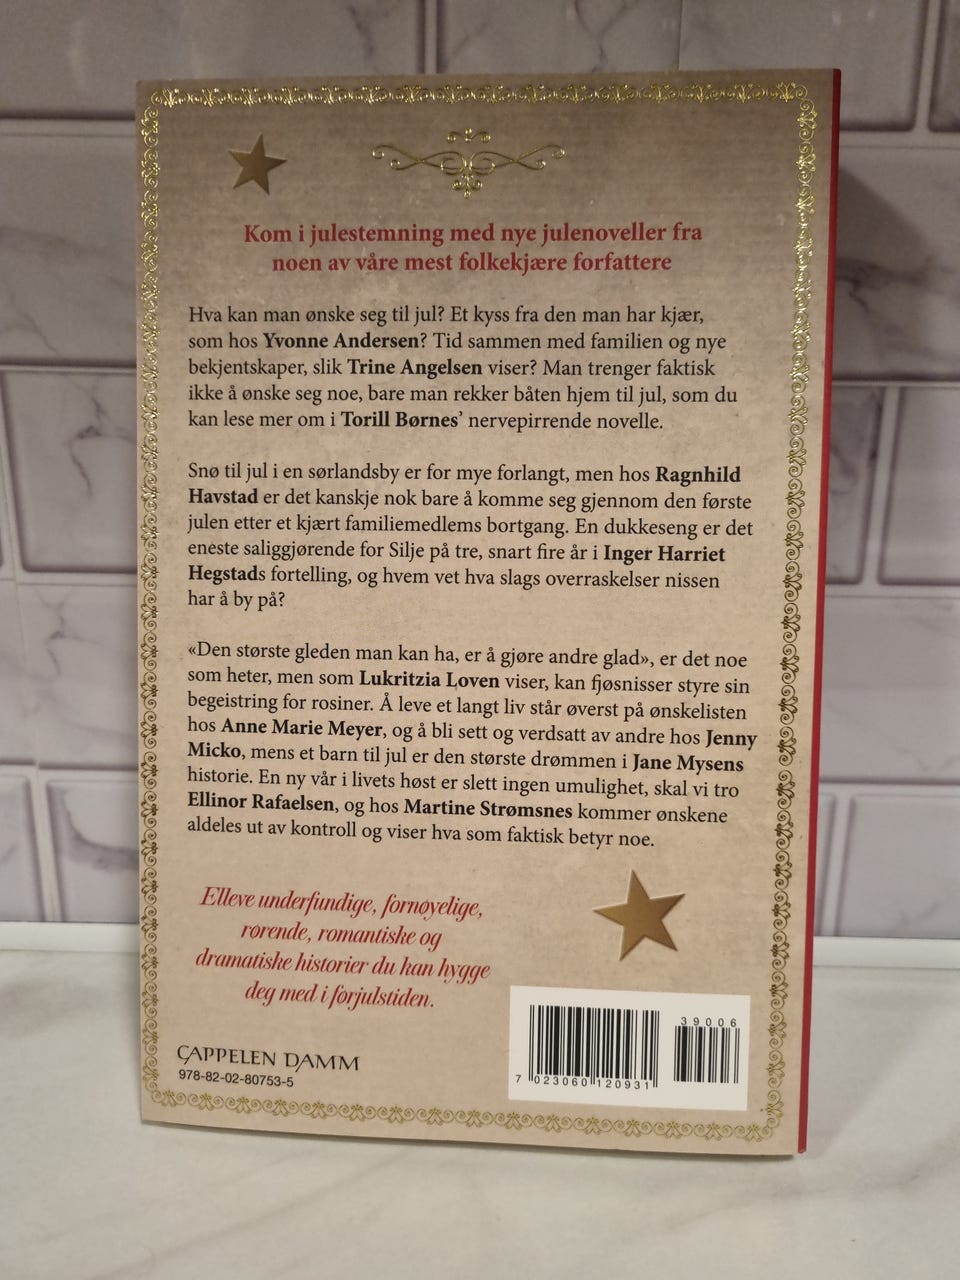 Kom i julestemning med nye julenoveller fra
noen av våre mest folkekjære forfattere
Hva kan man ønske seg til jul? Et kyss fra den man har kjær,
som hos Yvonne Andersen? Tid sammen med familien og nye
bekjentskaper, slik Trine Angelsen viser? Man trenger faktisk
ikke å ønske seg noe, bare man rekker båten hjem til jul, som du
kan lese mer om i Torill Børnes’ nervepirrende novelle.
Snø til jul i en sørlandsby er for mye forlangt, men hos Ragnhild
Havstad er det kanskje nok bare å komme seg gjennom den første
julen etter et kjært familiemedlems bortgang. En dukkeseng er det
eneste saliggjørende for Silje på tre, snart fire år i Inger Harriet
Hegstads fortelling, og hvem vet hva slags overraskelser nissen
har å by på?
«Den største gleden man kan ha, er å gjøre andre glad», er det noe
som heter, men som Lukritzia Loven viser, kan fjøsnisser styre sin
begeistring for rosiner. Å leve et langt liv står øverst på ønskelisten
hos Anne Marie Meyer, og å bli sett og verdsatt av andre hos Jenny
Micko, mens et barn til jul er den største drømmen i Jane Mysens
historie. En ny vår i livets høst er slett ingen umulighet, skal vi tro
Ellinor Rafaelsen, og hos Martine Strømsnes kommer ønskene
aldeles ut av kontroll og viser hva som faktisk betyr noe.
Elleve underfundige, fornøyelige,
rørende, romantiske og
dramatiske historier du kan hygge
deg med i førjulstiden.
CAPPELEN DAMM
978-82-02-80753-5
39006
7 023060 120931